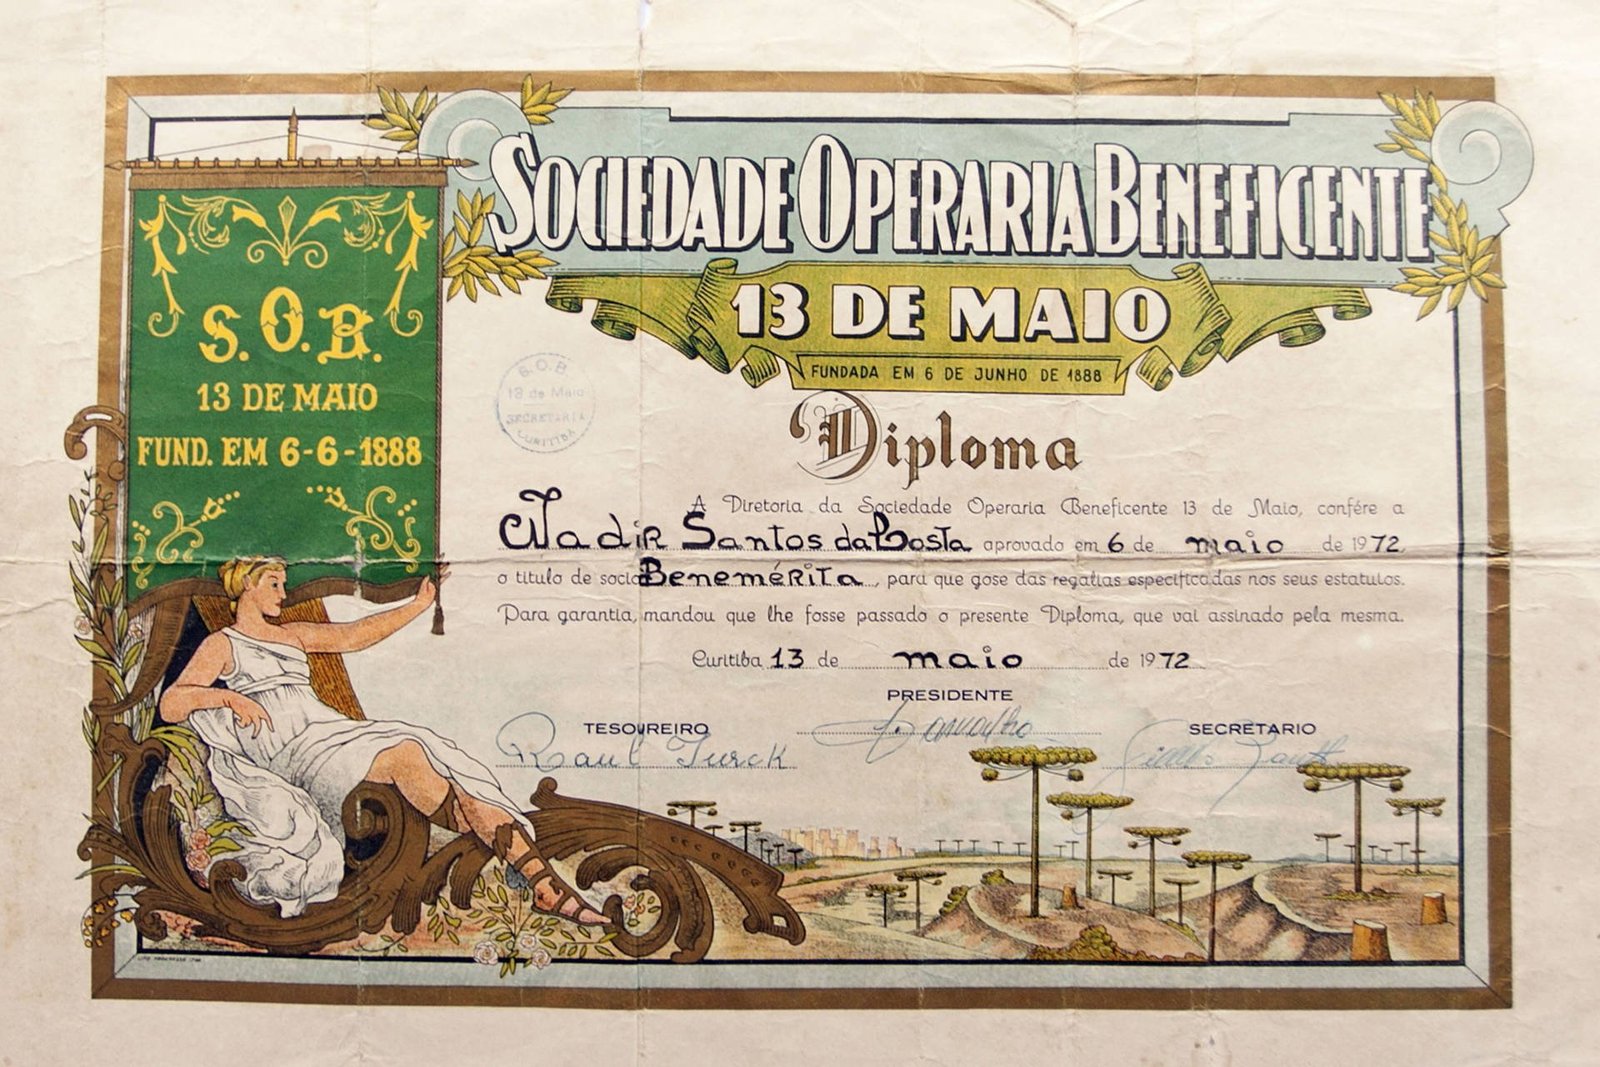 SOCIEDADE OPERARIA BENEFICENTE
13 DE MAIO
FUNDADA EM 6 DE JUNHO DE 1888
S.O.B.
13 DE MAIO
FUND. EM 6-6-1888
S.O.B
13 de Maio
SECRETARIA
CURITIBA
Diploma
A Diretoria da Sociedade Operaria Beneficente 13 de Maio, confére a
Nadir Santos da Costa aprovado em 6 de maio de 1972,
o titulo de socio Benemérita, para que gose das regalias especificadas nos seus estatutos.
Para garantia, mandou que lhe fosse passado o presente Diploma, que vai assinado pela mesma.
Curitiba 13 de maio de 1972
PRESIDENTE
Carvalho
TESOUREIRO
Raul Turck
SECRETARIO